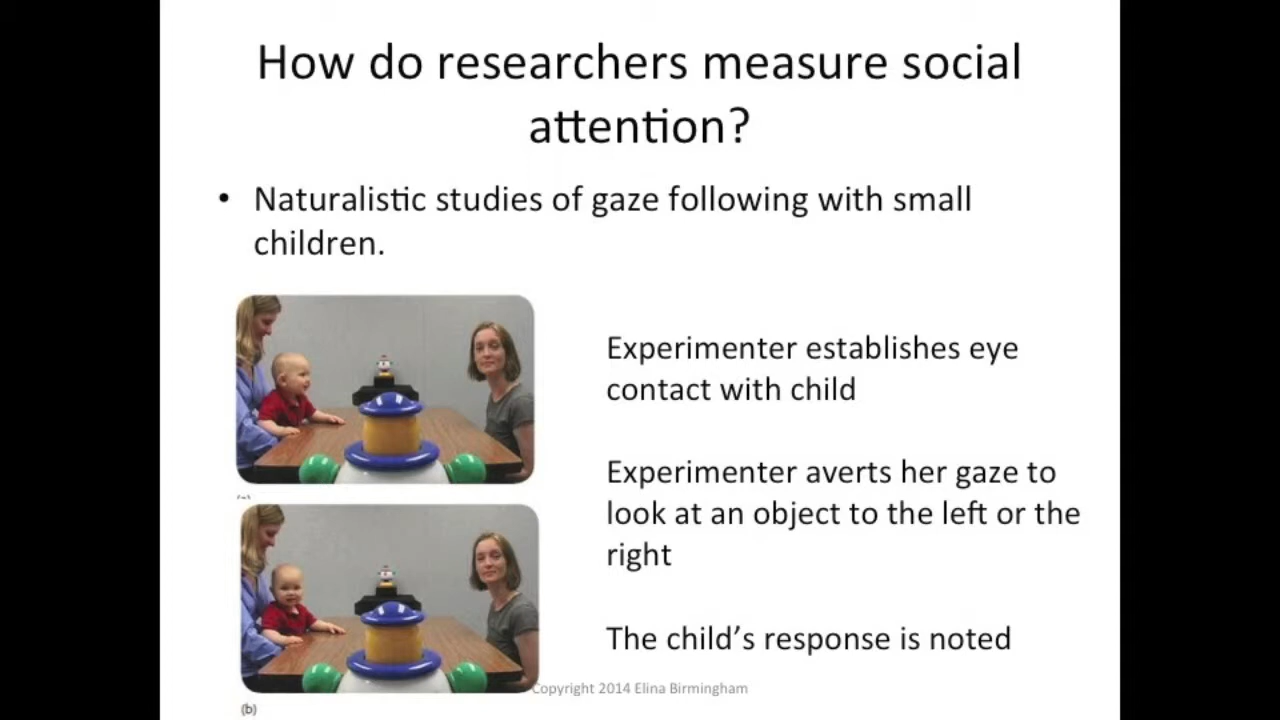 How do researchers measure social
attention?
• Naturalistic studies of gaze following with small
children.
Experimenter establishes eye
contact with child
Experimenter averts her gaze to
look at an object to the left or the
right
The child’s response is noted
Copyright 2014 Elina Birmingham
(b)